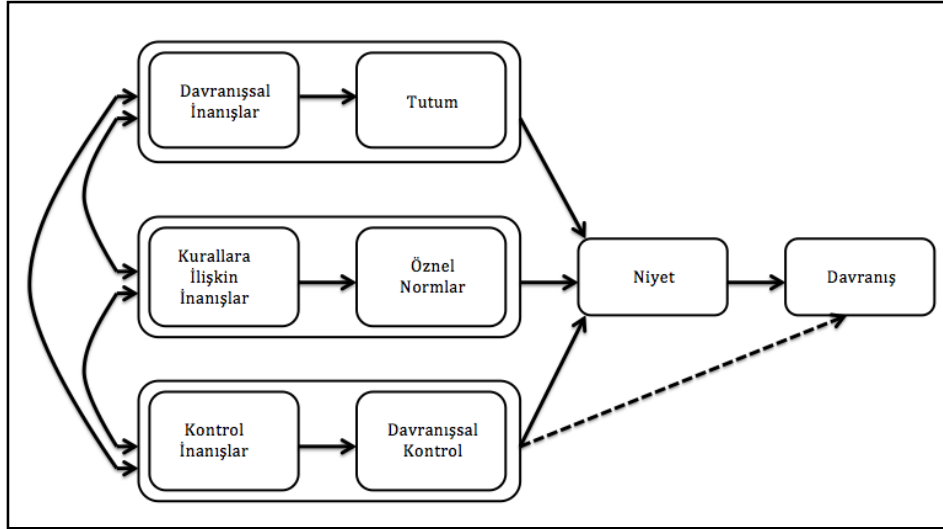 Davranışsal
İnanışlar
Tutum
Kurallara
İlişkin
İnanışlar
Öznel
Normlar
Niyet
Davranış
Kontrol
İnanışlar
Davranışsal
Kontrol